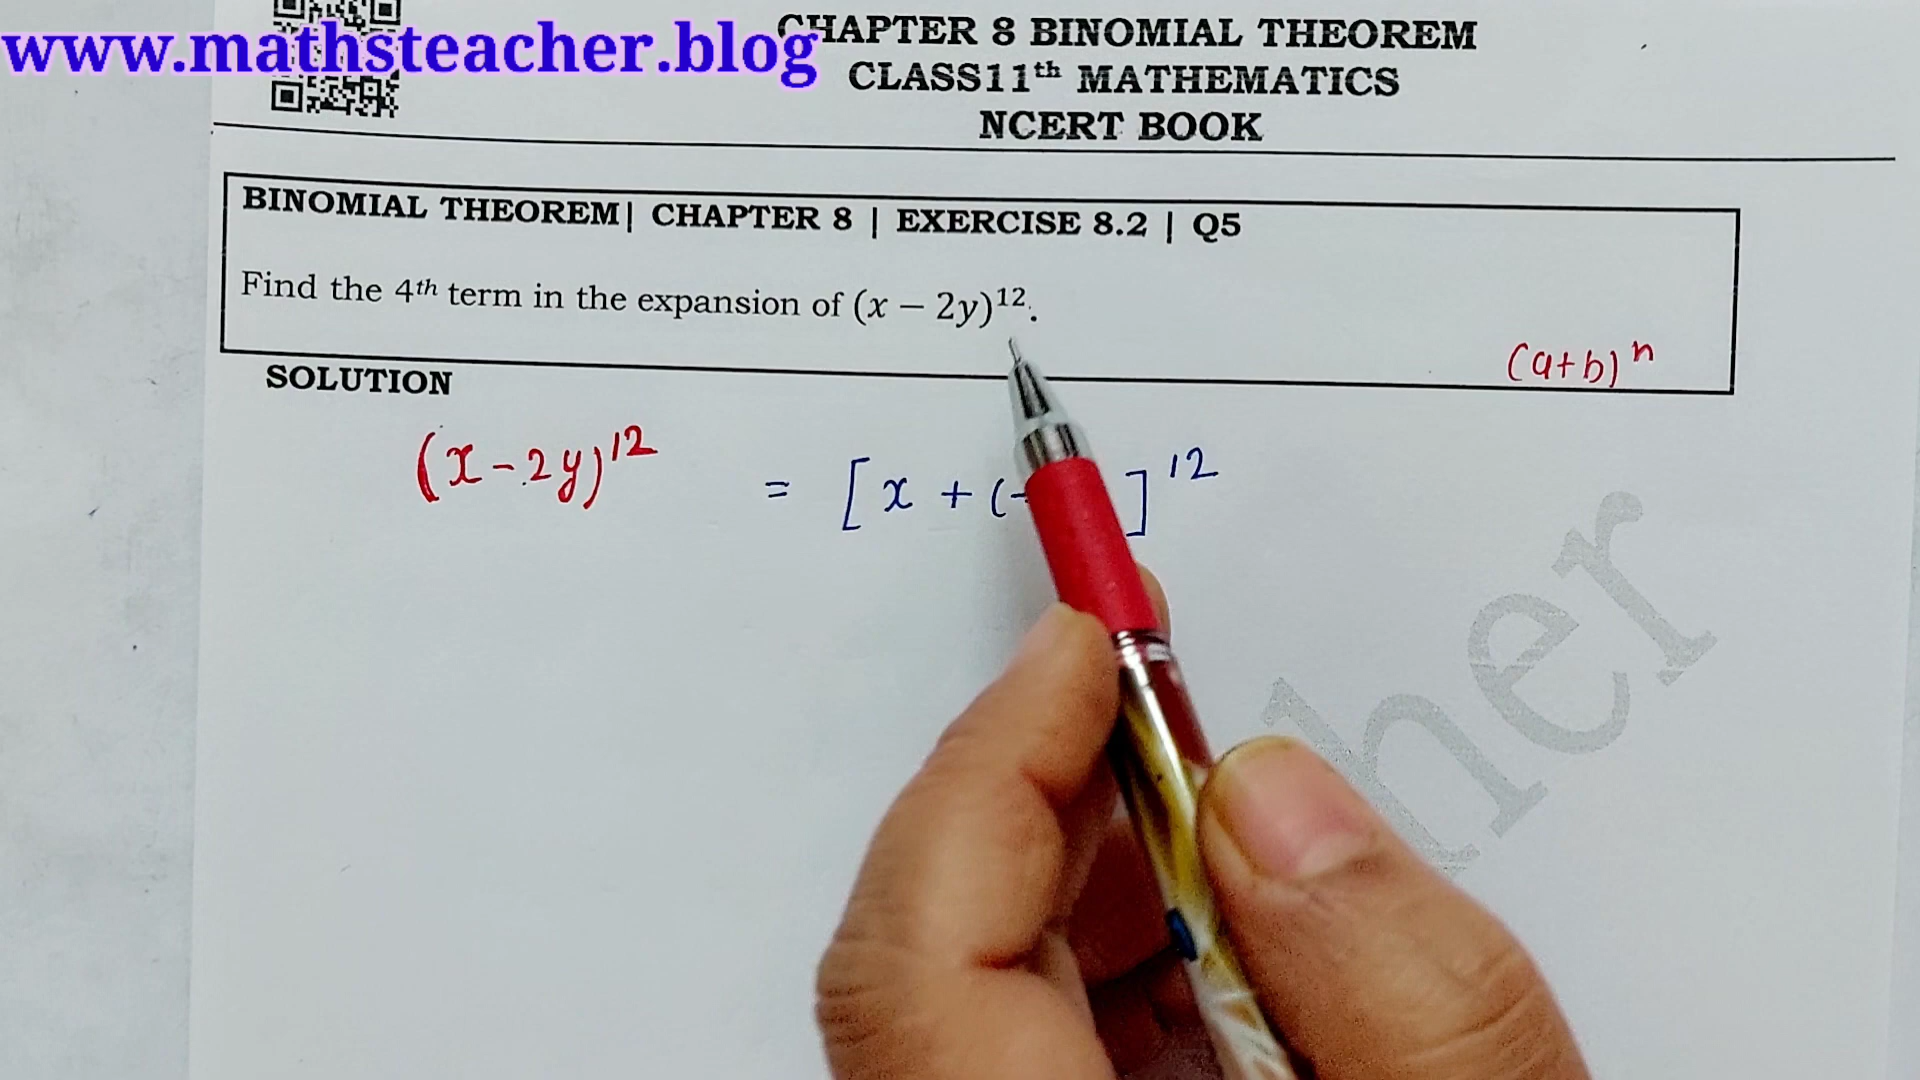 www.mathsteacher.blog
CHAPTER 8 BINOMIAL THEOREM
CLASS11th MATHEMATICS
NCERT BOOK
BINOMIAL THEOREM| CHAPTER 8 | EXERCISE 8.2 | Q5
Find the 4th term in the expansion of (x − 2y)¹².
(a+b)ⁿ
SOLUTION
(x-2y)¹² = [x + (- ]¹²
her